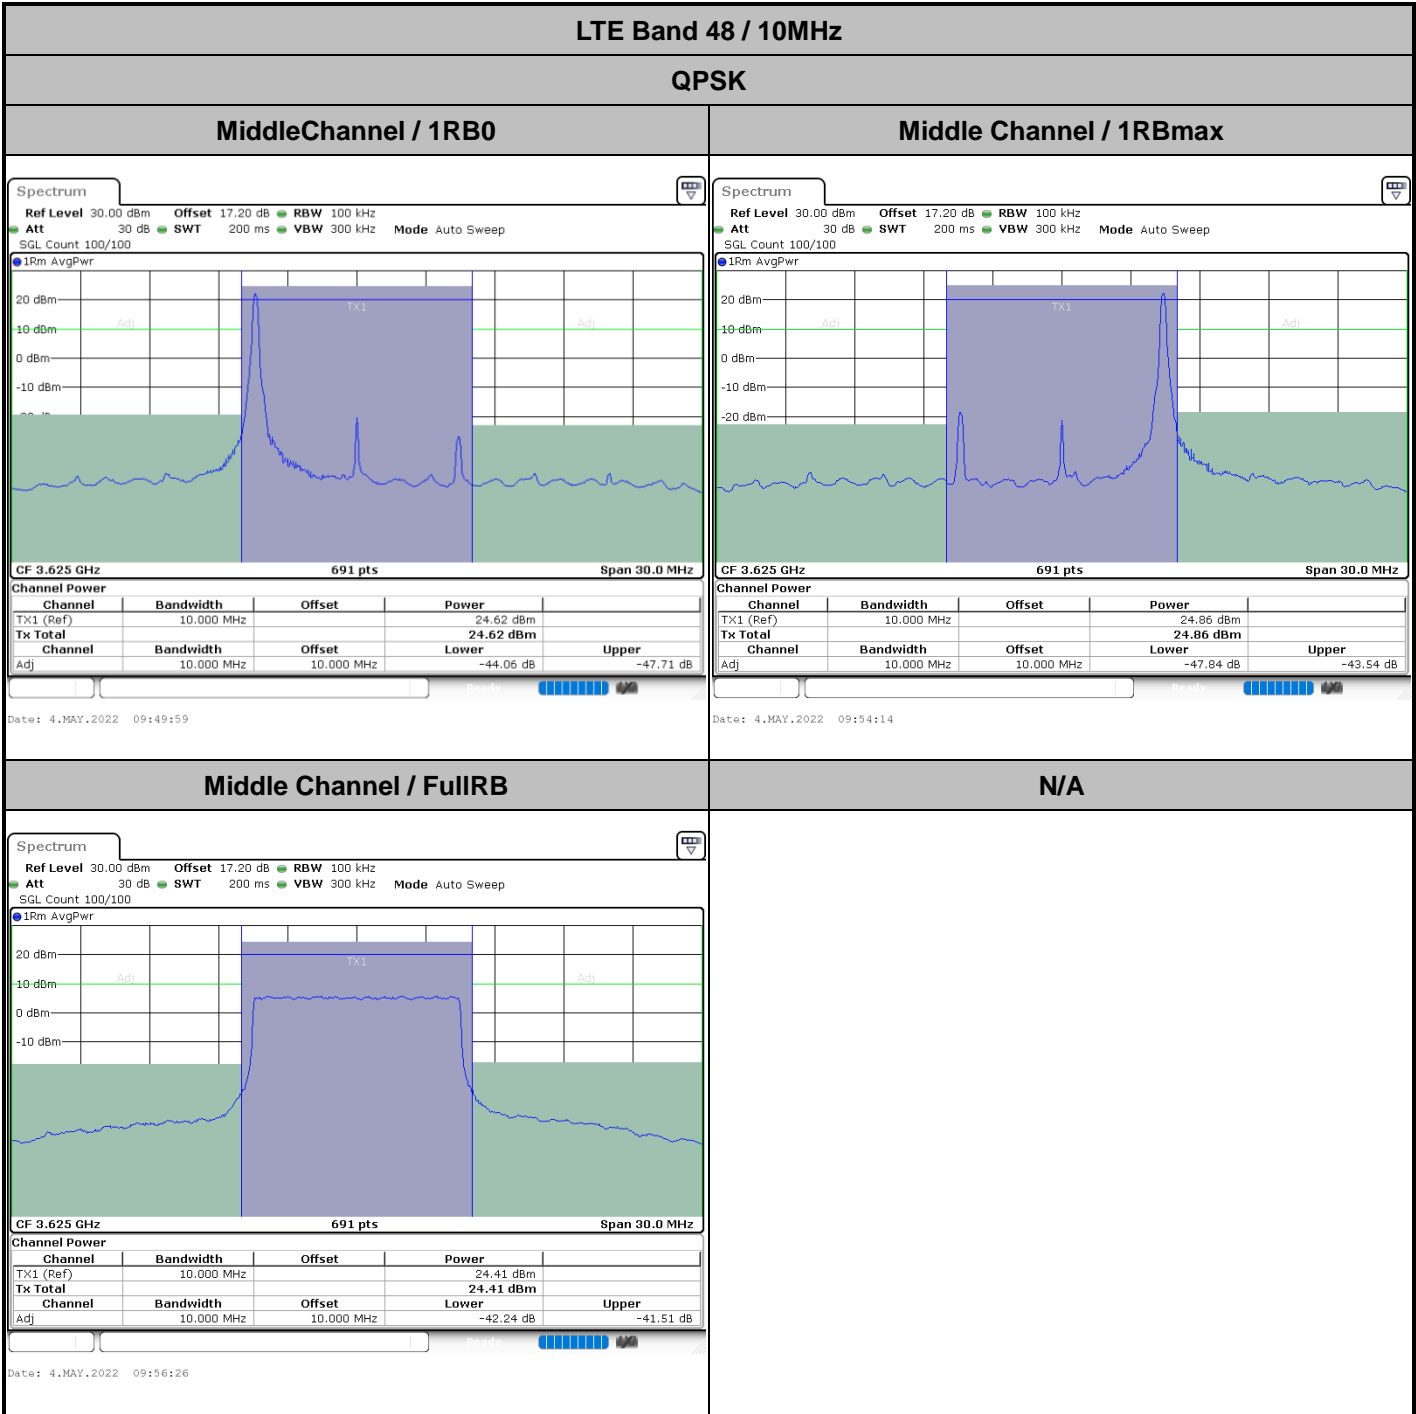 LTE Band 48 / 10MHz
QPSK
MiddleChannel / 1RB0
Middle Channel / 1RBmax
Spectrum
Ref Level 30.00 dBm Offset 17.20 dB RBW 100 kHz
Att 30 dB SWT 200 ms VBW 300 kHz Mode Auto Sweep
SGL Count 100/100
1Rm AvgPwr
TX1
Adj
Adj
20 dBm
10 dBm
0 dBm
-10 dBm
CF 3.625 GHz 691 pts Span 30.0 MHz
Channel Power
Channel Bandwidth Offset Power
TX1 (Ref) 10.000 MHz 24.62 dBm
Tx Total 24.62 dBm
Channel Bandwidth Offset Lower Upper
Adj 10.000 MHz 10.000 MHz -44.06 dB -47.71 dB
Ready
Date: 4.MAY.2022 09:49:59
Spectrum
Ref Level 30.00 dBm Offset 17.20 dB RBW 100 kHz
Att 30 dB SWT 200 ms VBW 300 kHz Mode Auto Sweep
SGL Count 100/100
1Rm AvgPwr
TX1
Adj
Adj
20 dBm
10 dBm
0 dBm
-10 dBm
-20 dBm
CF 3.625 GHz 691 pts Span 30.0 MHz
Channel Power
Channel Bandwidth Offset Power
TX1 (Ref) 10.000 MHz 24.86 dBm
Tx Total 24.86 dBm
Channel Bandwidth Offset Lower Upper
Adj 10.000 MHz 10.000 MHz -47.84 dB -43.54 dB
Ready
Date: 4.MAY.2022 09:54:14
Middle Channel / FullRB
N/A
Spectrum
Ref Level 30.00 dBm Offset 17.20 dB RBW 100 kHz
Att 30 dB SWT 200 ms VBW 300 kHz Mode Auto Sweep
SGL Count 100/100
1Rm AvgPwr
TX1
Adj
Adj
20 dBm
10 dBm
0 dBm
-10 dBm
CF 3.625 GHz 691 pts Span 30.0 MHz
Channel Power
Channel Bandwidth Offset Power
TX1 (Ref) 10.000 MHz 24.41 dBm
Tx Total 24.41 dBm
Channel Bandwidth Offset Lower Upper
Adj 10.000 MHz 10.000 MHz -42.24 dB -41.51 dB
Ready
Date: 4.MAY.2022 09:56:26